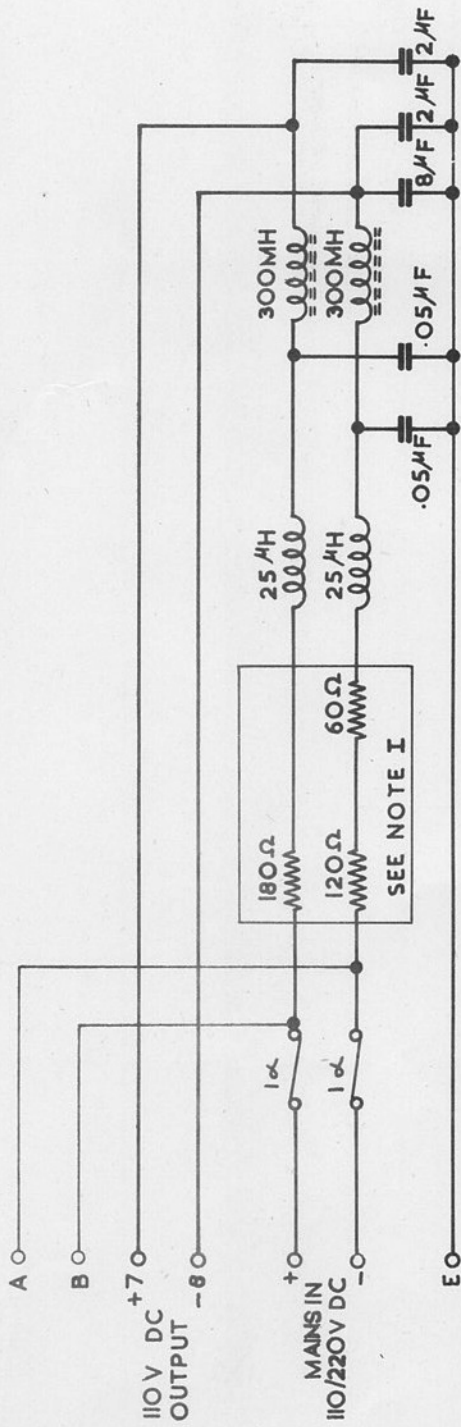 A
B
110V DC +7
OUTPUT -8
MAINS IN
110/220V DC
+
-
E
1α
1α
180Ω
120Ω
60Ω
SEE NOTE I
25µH
25µH
.05µF
.05µF
300MH
300MH
8µF
2µF
2µF